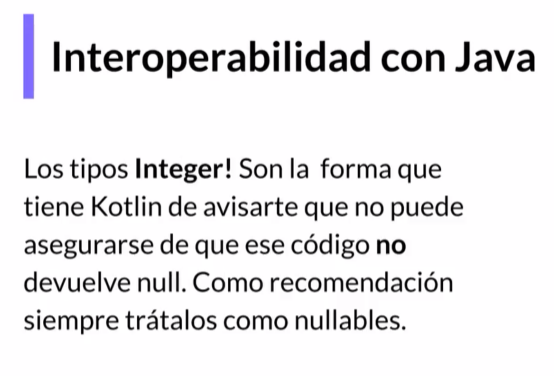 Interoperabilidad con Java
Los tipos Integer! Son la forma que
tiene Kotlin de avisarte que no puede
asegurarse de que ese código no
devuelve null. Como recomendación
siempre trátalos como nullables.